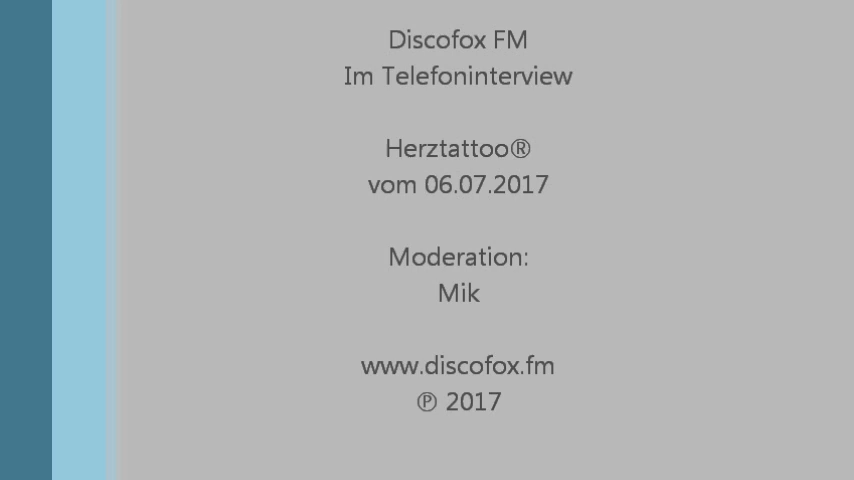 Discofox FM
Im Telefoninterview
Herztattoo®
vom 06.07.2017
Moderation:
Mik
www.discofox.fm
℗ 2017